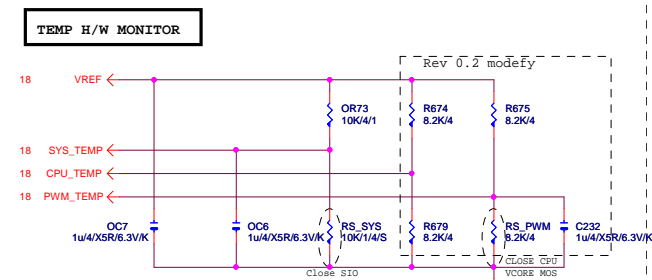 TEMP H/W MONITOR
Rev 0.2 modefy
18 VREF
OR73
10K/4/1
R674
8.2K/4
R675
8.2K/4
18 SYS_TEMP
18 CPU_TEMP
18 PWM_TEMP
OC7
1u/4/X5R/6.3V/K
OC6
1u/4/X5R/6.3V/K
RS_SYS
10K/1/4/S
R679
8.2K/4
RS_PWM
8.2K/4
C232
1u/4/X5R/6.3V/K
Close SIO
CLOSE CPU
VCORE MOS